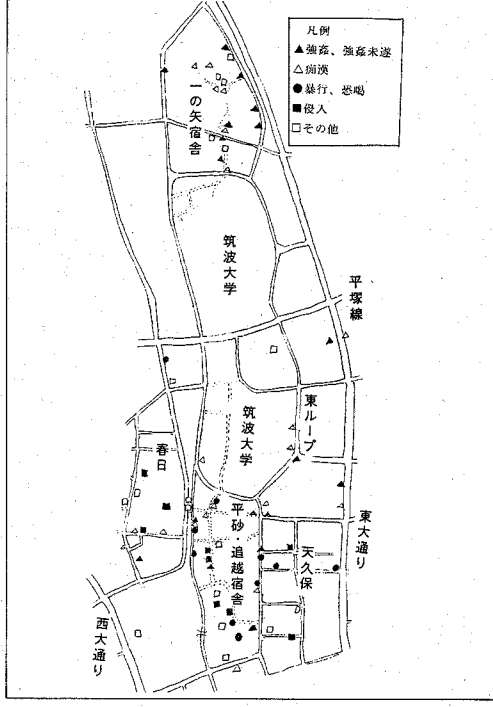 凡例
▲強姦、強姦未遂
△痴漢
●暴行、恐喝
■侵入
□その他
一の矢宿舎
筑波大学
平塚線
筑波大学
東ループ
春日
平砂・追越宿舎
天久保
東大通り
西大通り